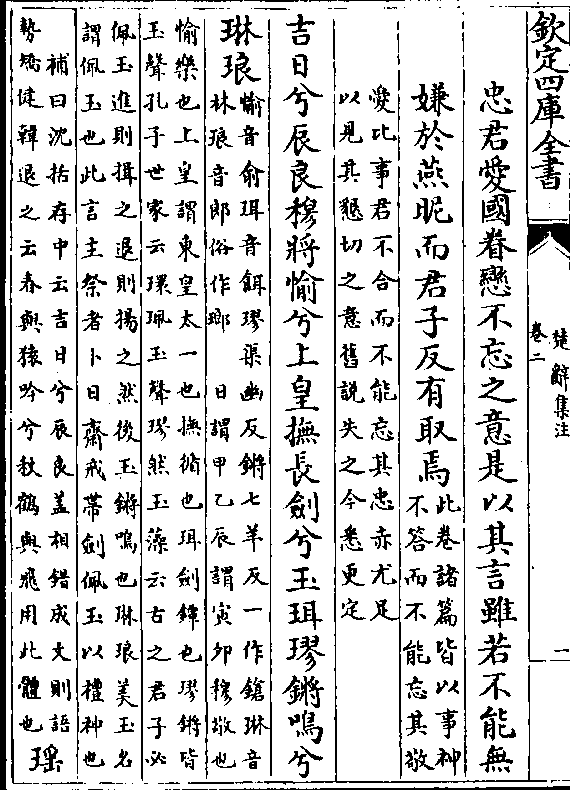 欽定四庫全書
楚辭集注
卷二
一
忠君愛國眷戀不忘之意是以其言雖若不能無
嫌於燕昵而君子反有取焉
此卷諸篇皆以事神
不答而不能忘其敬
愛比事君不合而不能忘其忠亦尤足
以見其懇切之意舊說失之今悉更定
吉日兮辰良穆將愉兮上皇撫長劍兮玉珥璆鏘鳴兮
琳琅
愉音俞珥音餌璆渠幽反鏘七羊反一作鎗琳音
林琅音郎俗作瑯　日謂甲乙辰謂寅卯穆敬也
愉樂也上皇謂東皇太一也撫循也珥劍鐔也璆鏘皆
玉聲孔子世家云環珮玉聲璆然玉藻云古之君子必
佩玉進則揖之退則揚之然後玉鏘鳴也琳琅美玉名
謂佩玉也此言主祭者卜日齋戒帶劍佩玉以禮神也
補曰沈括存中云吉日兮辰良盖相錯成文則語
勢矯健韓退之云春與猿吟兮秋鶴與飛用此體也
瑶